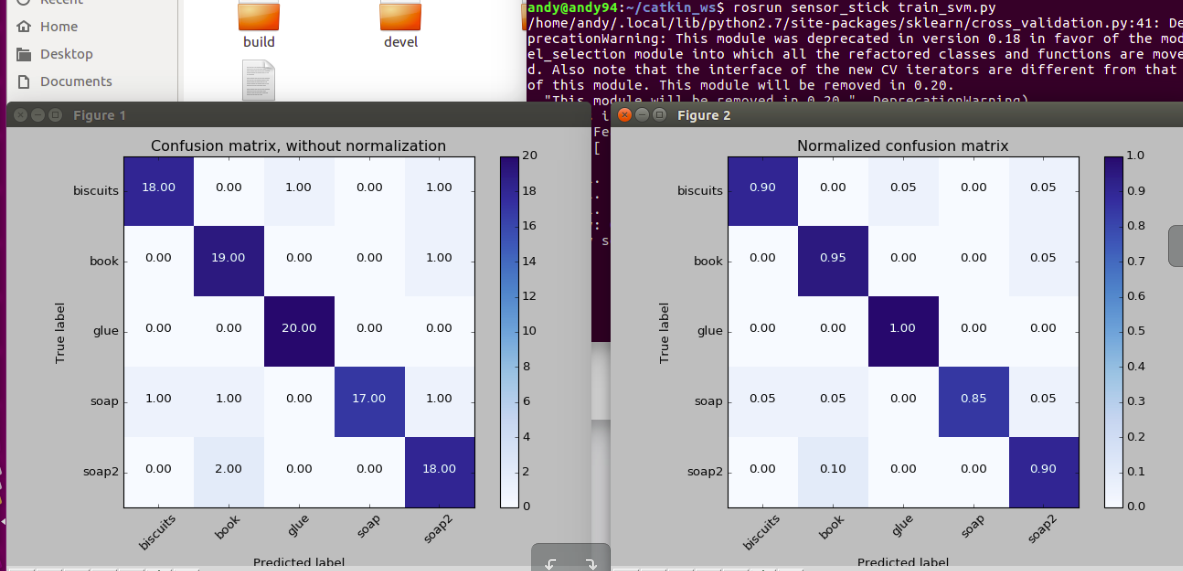 Recent
Home
Desktop
Documents
build
devel
andy@andy94:~/catkin_ws$ rosrun sensor_stick train_svm.py
/home/andy/.local/lib/python2.7/site-packages/sklearn/cross_validation.py:41: De
precationWarning: This module was deprecated in version 0.18 in favor of the mod
el_selection module into which all the refactored classes and functions are move
d. Also note that the interface of the new CV iterators are different from that
of this module. This module will be removed in 0.20.
"This module will be removed in 0.20.", DeprecationWarning)
i
Fe
[
s
Figure 1
Confusion matrix, without normalization
biscuits 18.00 0.00 1.00 0.00 1.00
book 0.00 19.00 0.00 0.00 1.00
glue 0.00 0.00 20.00 0.00 0.00
soap 1.00 1.00 0.00 17.00 1.00
soap2 0.00 2.00 0.00 0.00 18.00
True label
biscuits book glue soap soap2
Predicted label
20
18
16
14
12
10
8
6
4
2
0
Figure 2
Normalized confusion matrix
biscuits 0.90 0.00 0.05 0.00 0.05
book 0.00 0.95 0.00 0.00 0.05
glue 0.00 0.00 1.00 0.00 0.00
soap 0.05 0.05 0.00 0.85 0.05
soap2 0.00 0.10 0.00 0.00 0.90
True label
biscuits book glue soap soap2
Predicted label
1.0
0.9
0.8
0.7
0.6
0.5
0.4
0.3
0.2
0.1
0.0